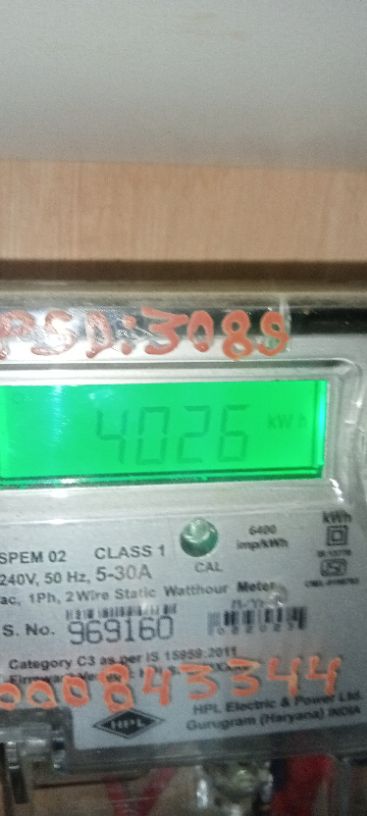 PSD:3089
4026 kWh
6400 imp/kWh
kWh
SPEM 02 CLASS 1
CAL
240V, 50 Hz, 5-30A
ac, 1Ph, 2 Wire Static Watthour Meter
S. No. 969160
Category C3 as per IS 15959:2011
000843344
HPL
HPL Electric & Power Ltd.
Gurugram (Haryana) INDIA